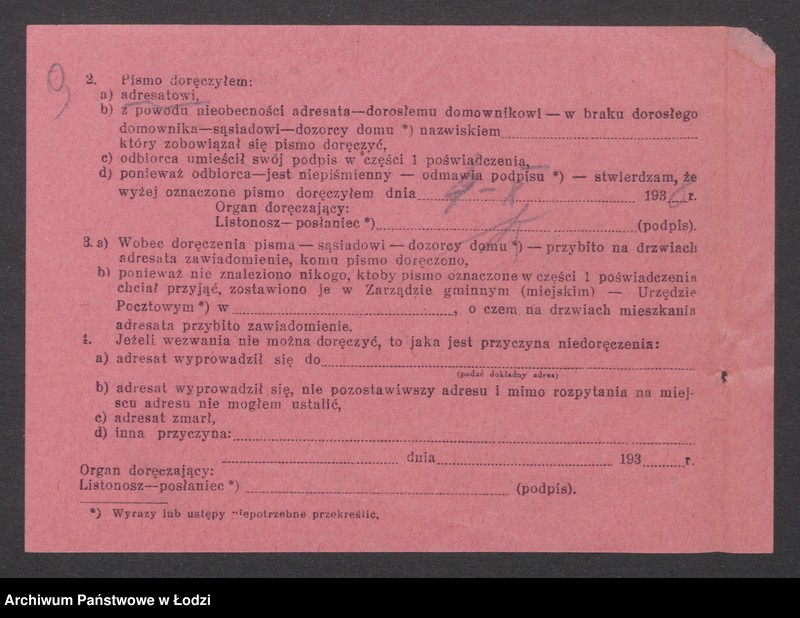 9
2. Pismo doręczyłem:
a) adresatowi,
b) z powodu nieobecności adresata—dorosłemu domownikowi — w braku dorosłego
domownika—sąsiadowi—dozorcy domu *) nazwiskiem
który zobowiązał się pismo doręczyć,
c) odbiorca umieścił swój podpis w części 1 poświadczenia,
d) ponieważ odbiorca—jest niepiśmienny — odmawia podpisu *) — stwierdzam, że
wyżej oznaczone pismo doręczyłem dnia 193 r.
Organ doręczający:
Listonosz— posłaniec *) (podpis).
3. a) Wobec doręczenia pisma — sąsiadowi — dozorcy domu *) — przybito na drzwiach
adresata zawiadomienie, komu pismo doręczono,
b) ponieważ nie znaleziono nikogo, ktoby pismo oznaczone w części 1 poświadczenia
chciał przyjąć, zostawiono je w Zarządzie gminnym (miejskim) — Urzędzie
Pocztowym *) w , o czem na drzwiach mieszkania
adresata przybito zawiadomienie.
4. Jeżeli wezwania nie można doręczyć, to jaka jest przyczyna niedoręczenia:
a) adresat wyprowadził się do
(podać dokładny adres)
b) adresat wyprowadził się, nie pozostawiwszy adresu i mimo rozpytania na miej-
scu adresu nie mogłem ustalić,
c) adresat zmarł,
d) inna przyczyna:
dnia 193 r.
Organ doręczający:
Listonosz—posłaniec *) (podpis).
*) Wyrazy lub ustępy niepotrzebne przekreślić.
Archiwum Państwowe w Łodzi